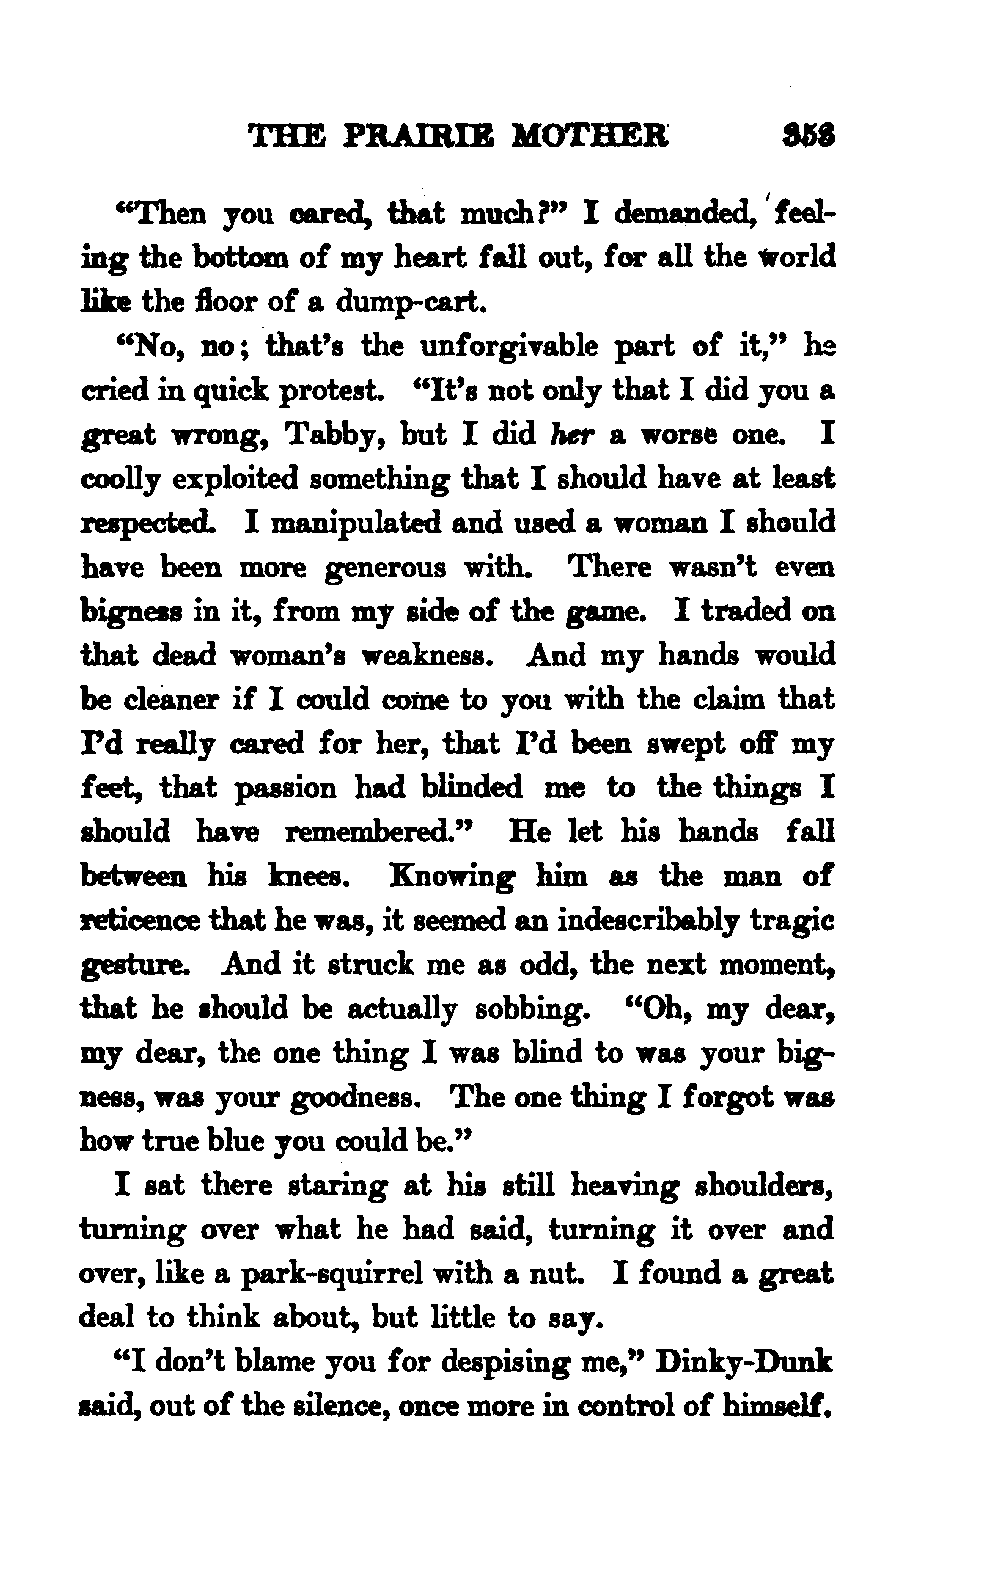 THE PRAIRIE MOTHER 353
“Then you cared, that much?” I demanded, feel-
ing the bottom of my heart fall out, for all the world
like the floor of a dump-cart.
“No, no; that’s the unforgivable part of it,” he
cried in quick protest. “It’s not only that I did you a
great wrong, Tabby, but I did her a worse one. I
coolly exploited something that I should have at least
respected. I manipulated and used a woman I should
have been more generous with. There wasn’t even
bigness in it, from my side of the game. I traded on
that dead woman’s weakness. And my hands would
be cleaner if I could come to you with the claim that
I’d really cared for her, that I’d been swept off my
feet, that passion had blinded me to the things I
should have remembered.” He let his hands fall
between his knees. Knowing him as the man of
reticence that he was, it seemed an indescribably tragic
gesture. And it struck me as odd, the next moment,
that he should be actually sobbing. “Oh, my dear,
my dear, the one thing I was blind to was your big-
ness, was your goodness. The one thing I forgot was
how true blue you could be.”
I sat there staring at his still heaving shoulders,
turning over what he had said, turning it over and
over, like a park-squirrel with a nut. I found a great
deal to think about, but little to say.
“I don’t blame you for despising me,” Dinky-Dunk
said, out of the silence, once more in control of himself.